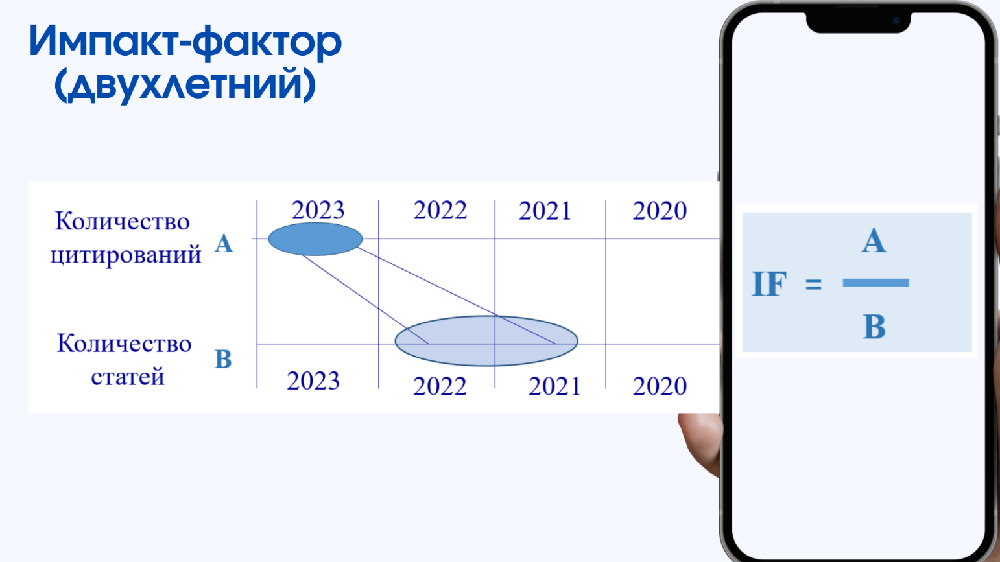 Импакт-фактор
(двухлетний)
2023 2022 2021 2020
Количество
цитирований A
Количество
статей B
2023 2022 2021 2020
A
IF =
B